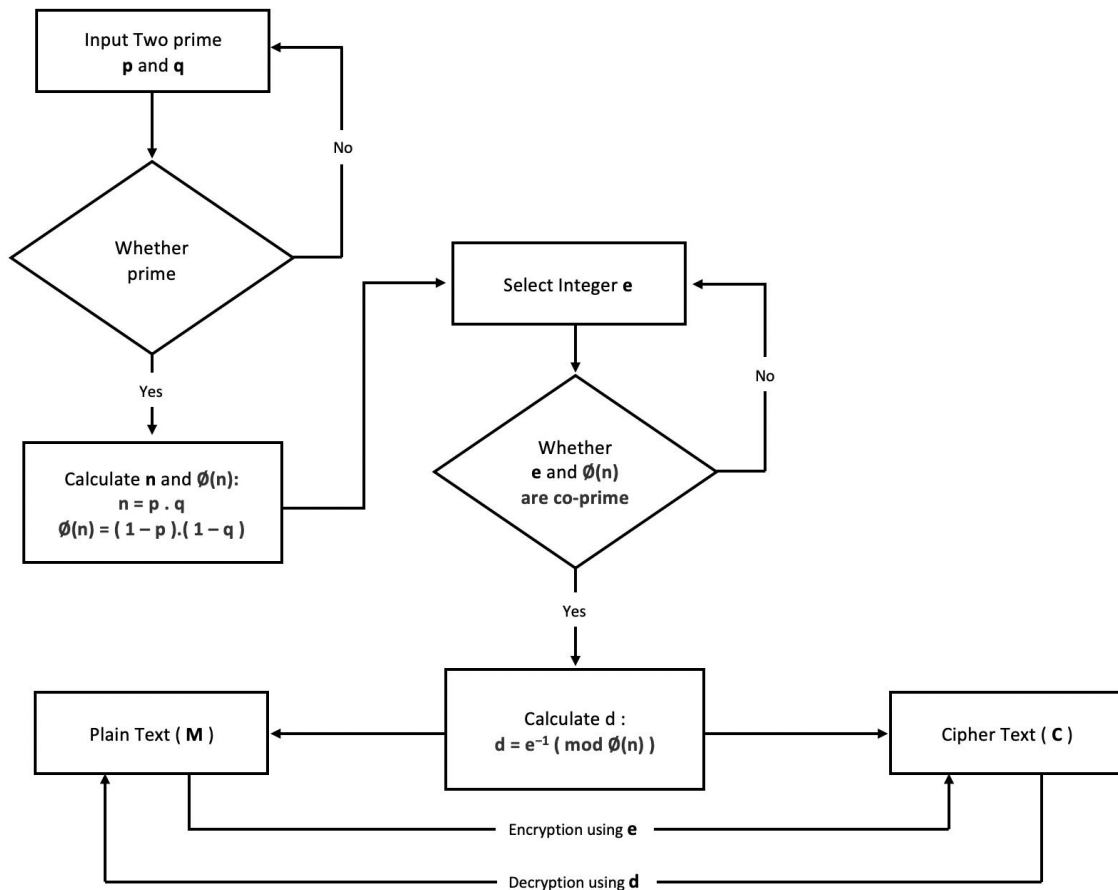 Input Two prime
p and q
No
Whether
prime
Yes
Calculate n and Ø(n):
n = p . q
Ø(n) = ( 1 – p ).( 1 – q )
Select Integer e
No
Whether
e and Ø(n)
are co-prime
Yes
Calculate d :
d = e⁻¹ ( mod Ø(n) )
Plain Text ( M )
Cipher Text ( C )
Encryption using e
Decryption using d